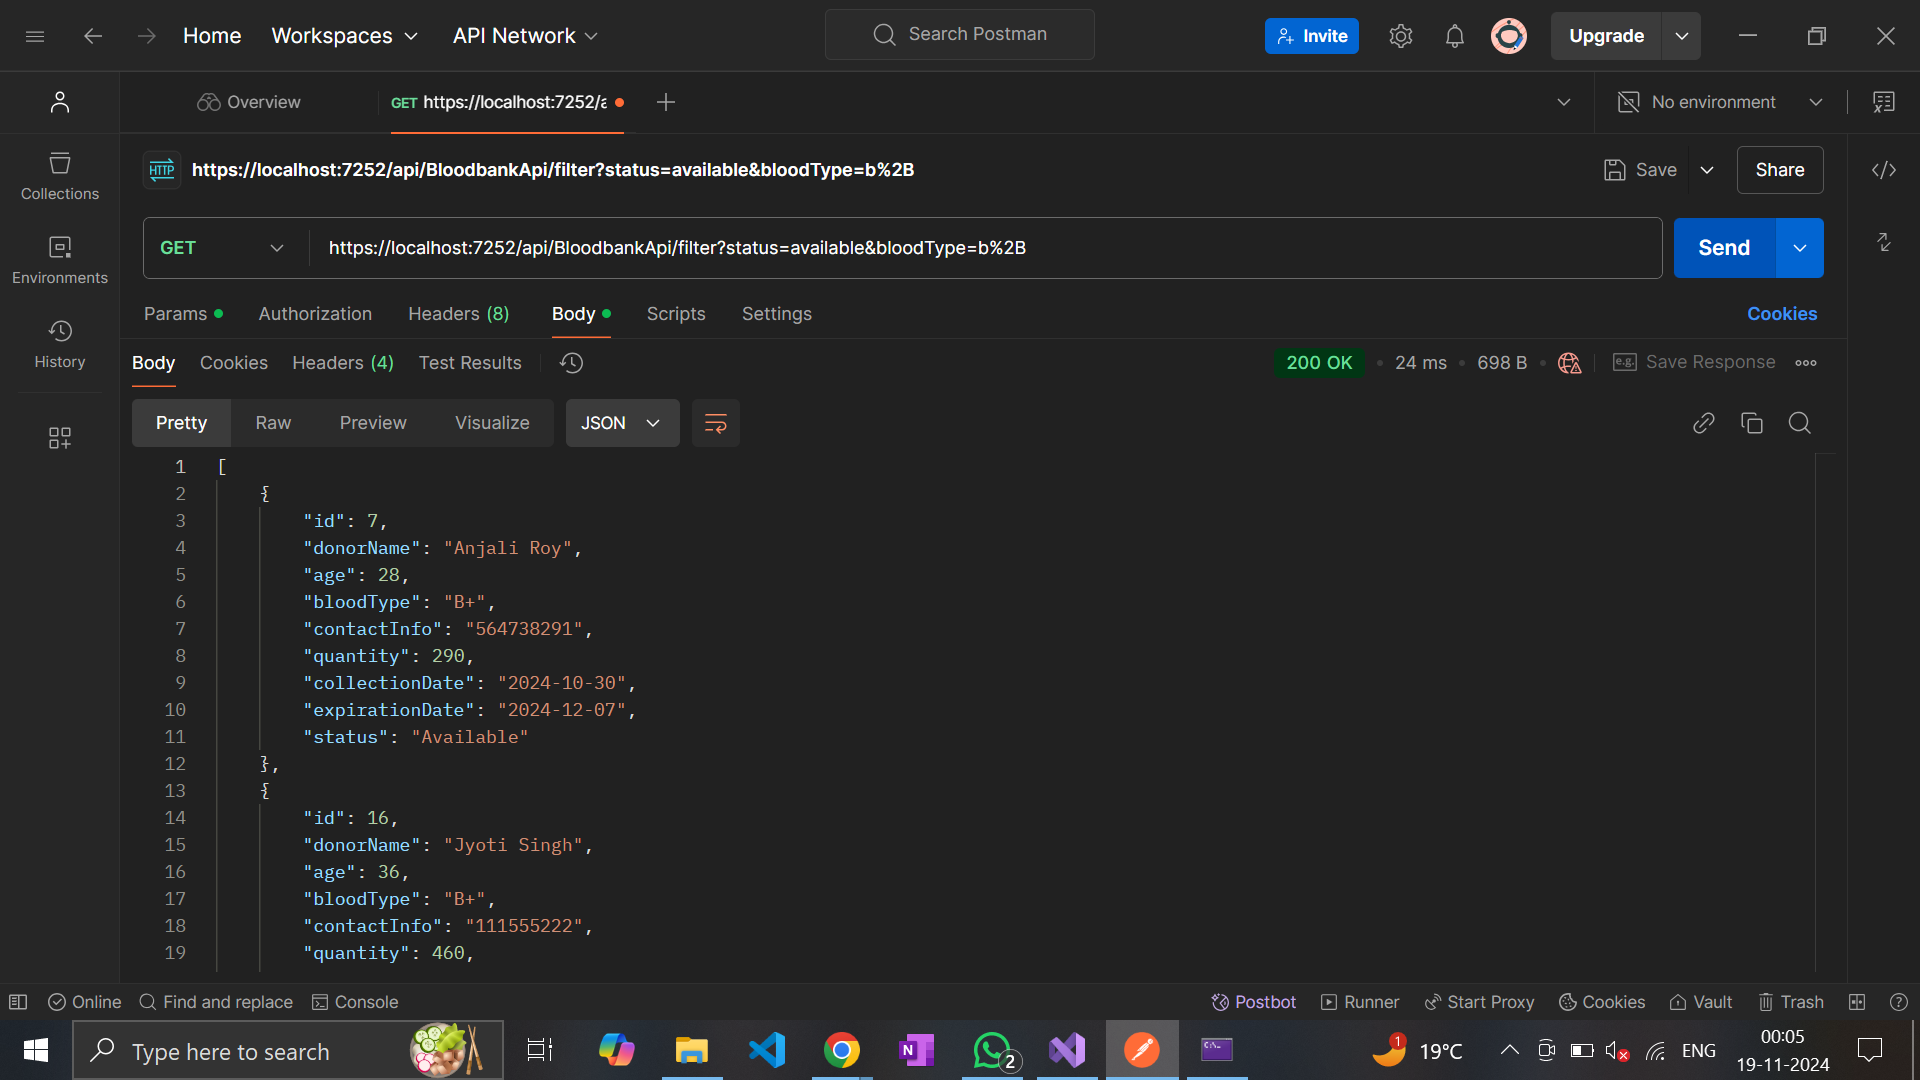 Home Workspaces API Network Search Postman Invite Upgrade
Overview GET https://localhost:7252/a No environment
HTTP https://localhost:7252/api/BloodbankApi/filter?status=available&bloodType=b%2B Save Share
Collections
GET https://localhost:7252/api/BloodbankApi/filter?status=available&bloodType=b%2B Send
Environments
Params Authorization Headers (8) Body Scripts Settings Cookies
History
Body Cookies Headers (4) Test Results 200 OK 24 ms 698 B e.g. Save Response
Pretty Raw Preview Visualize JSON
1 [
2 {
3 "id": 7,
4 "donorName": "Anjali Roy",
5 "age": 28,
6 "bloodType": "B+",
7 "contactInfo": "564738291",
8 "quantity": 290,
9 "collectionDate": "2024-10-30",
10 "expirationDate": "2024-12-07",
11 "status": "Available"
12 },
13 {
14 "id": 16,
15 "donorName": "Jyoti Singh",
16 "age": 36,
17 "bloodType": "B+",
18 "contactInfo": "111555222",
19 "quantity": 460,
Online Find and replace Console Postbot Runner Start Proxy Cookies Vault Trash
Type here to search N 2 C:\ 1 19°C ENG 00:05
19-11-2024